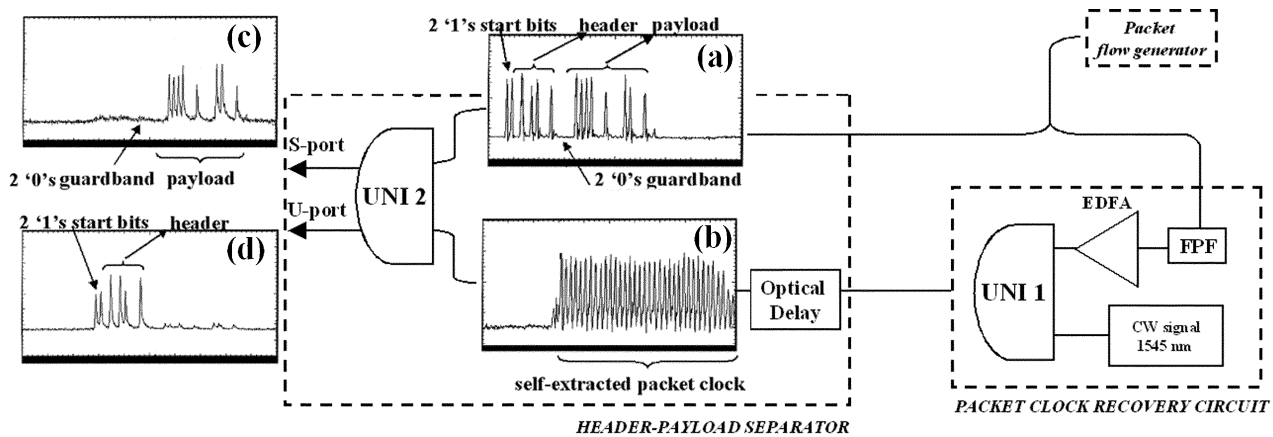 (c)
2 ‘1’s start bits header payload
(a)
Packet
flow generator
S-port
U-port
UNI 2
2 ‘0’s guardband payload
2 ‘0’s guardband
2 ‘1’s start bits header
(d)
(b)
Optical
Delay
self-extracted packet clock
HEADER-PAYLOAD SEPARATOR
EDFA
FPF
UNI 1
CW signal
1545 nm
PACKET CLOCK RECOVERY CIRCUIT